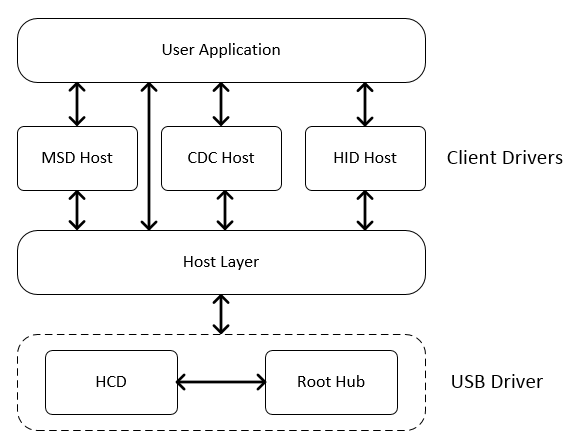 User Application
MSD Host
CDC Host
HID Host
Client Drivers
Host Layer
HCD
Root Hub
USB Driver